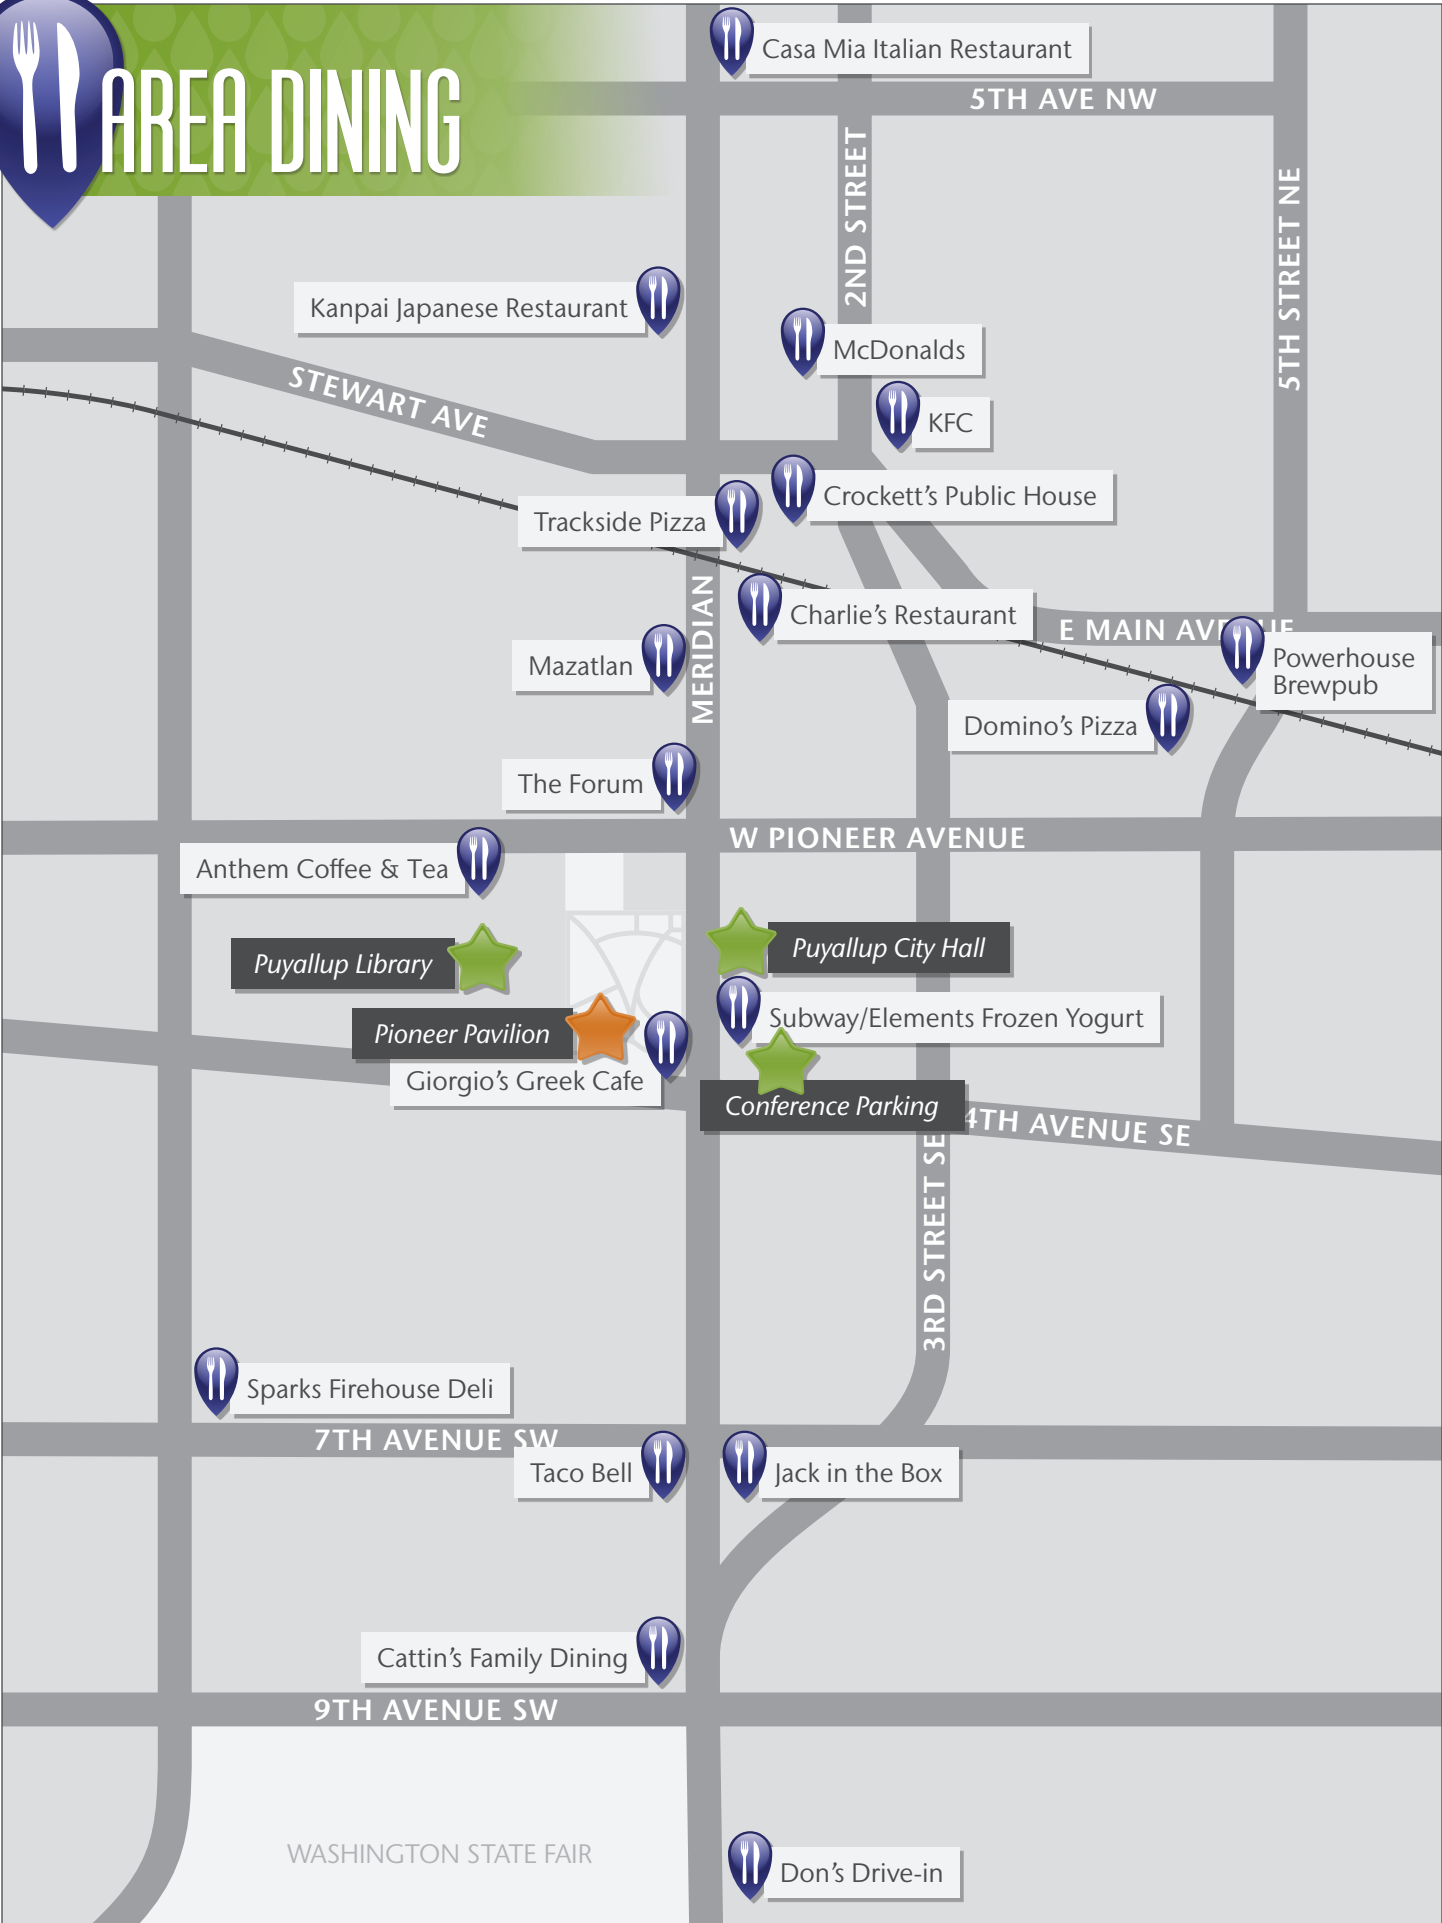 AREA DINING
Casa Mia Italian Restaurant
5TH AVE NW
2ND STREET
5TH STREET NE
Kanpai Japanese Restaurant
McDonalds
STEWART AVE
KFC
Crockett’s Public House
Trackside Pizza
MERIDIAN
Charlie’s Restaurant
E MAIN AVENUE
Mazatlan
Powerhouse
Brewpub
Domino’s Pizza
The Forum
W PIONEER AVENUE
Anthem Coffee & Tea
Puyallup Library
Puyallup City Hall
Subway/Elements Frozen Yogurt
Pioneer Pavilion
Giorgio’s Greek Cafe
Conference Parking
4TH AVENUE SE
3RD STREET SE
Sparks Firehouse Deli
7TH AVENUE SW
Taco Bell
Jack in the Box
Cattin’s Family Dining
9TH AVENUE SW
WASHINGTON STATE FAIR
Don’s Drive-in